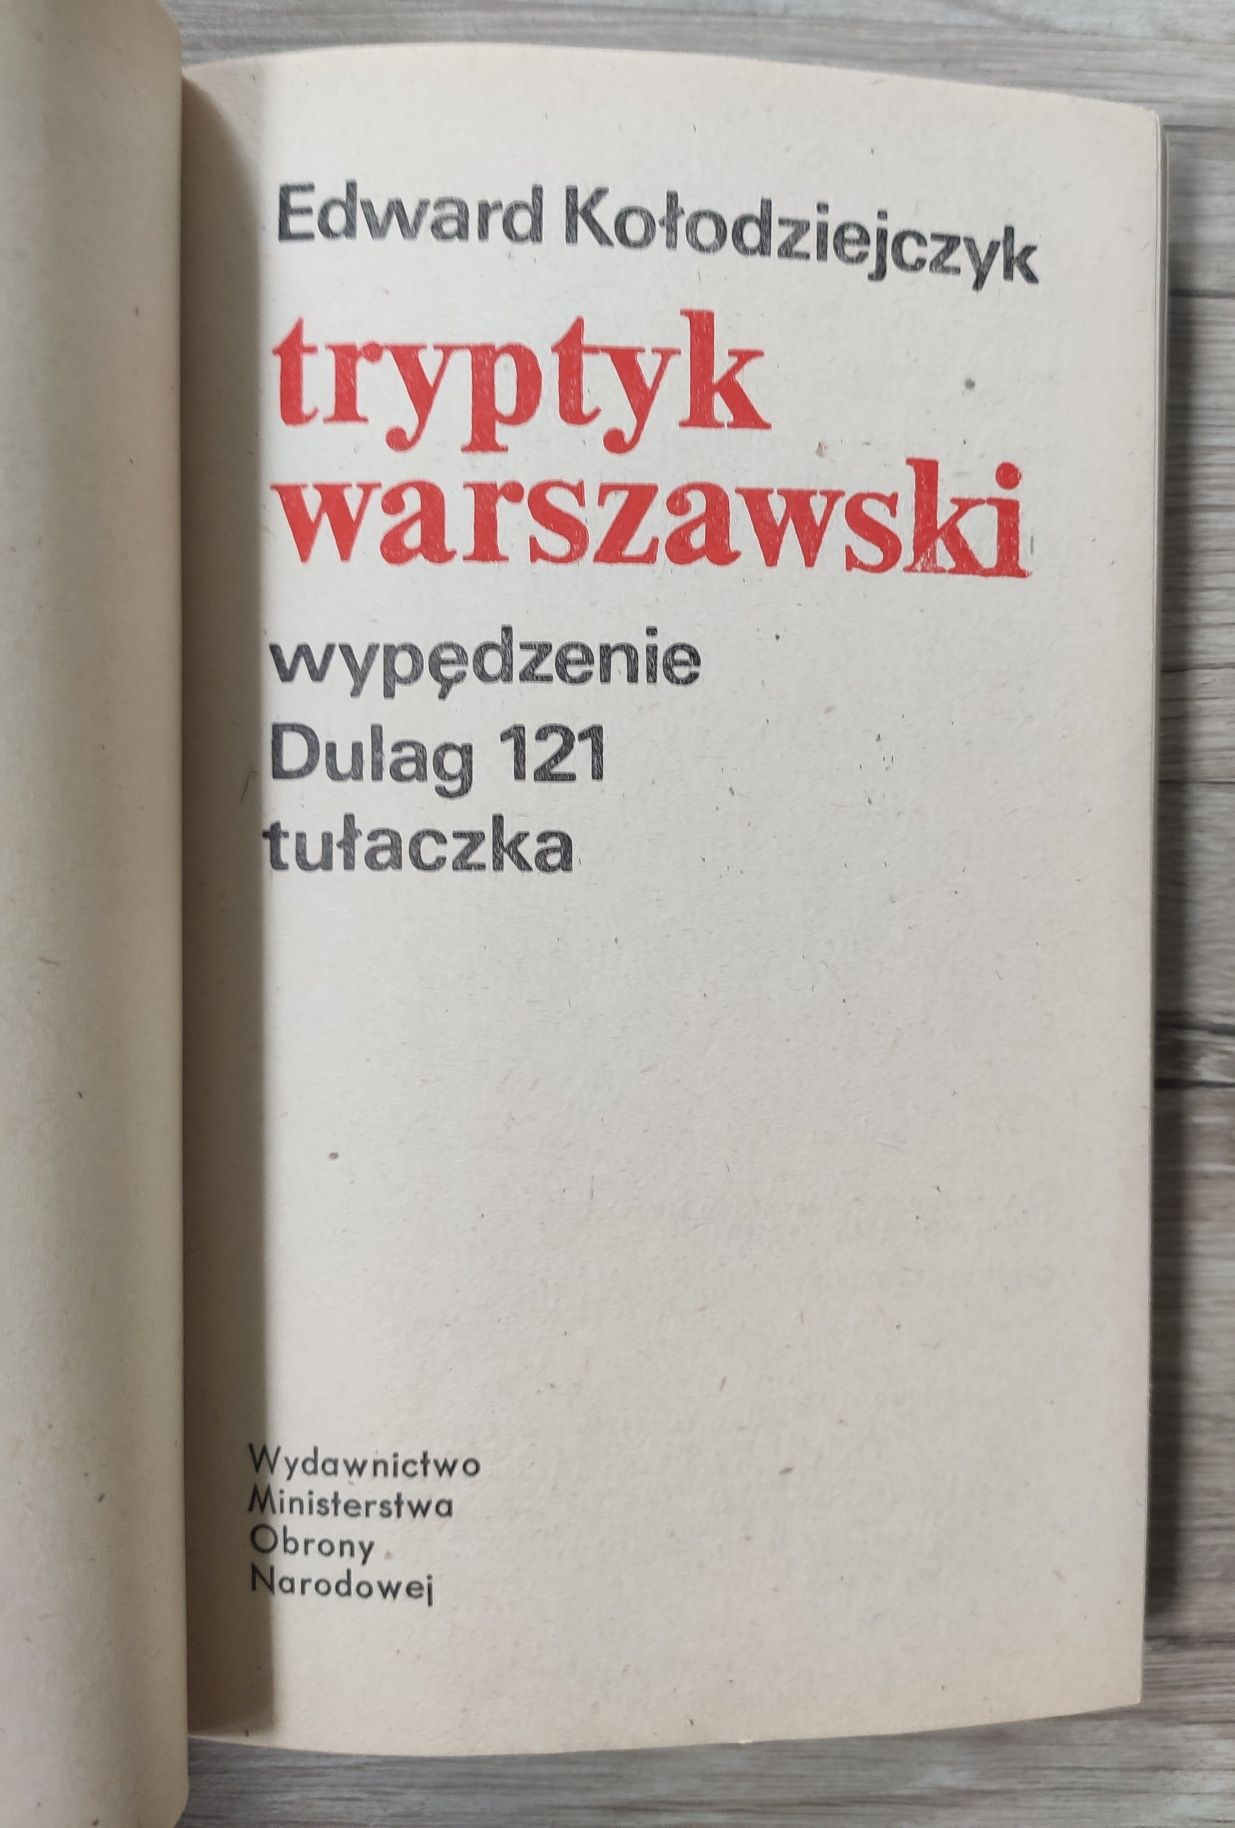 Edward Kołodziejczyk
tryptyk
warszawski
wypędzenie
Dulag 121
tułaczka
Wydawnictwo
Ministerstwa
Obrony
Narodowej